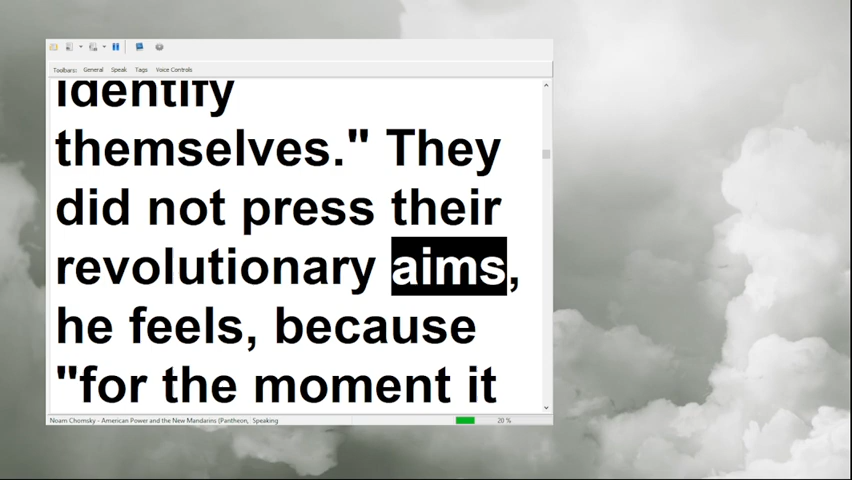 Toolbars: General Speak Tags Voice Controls
Identify
themselves." They
did not press their
revolutionary aims,
he feels, because
"for the moment it
Noam Chomsky - American Power and the New Mandarins (Pantheon, Speaking 20 %